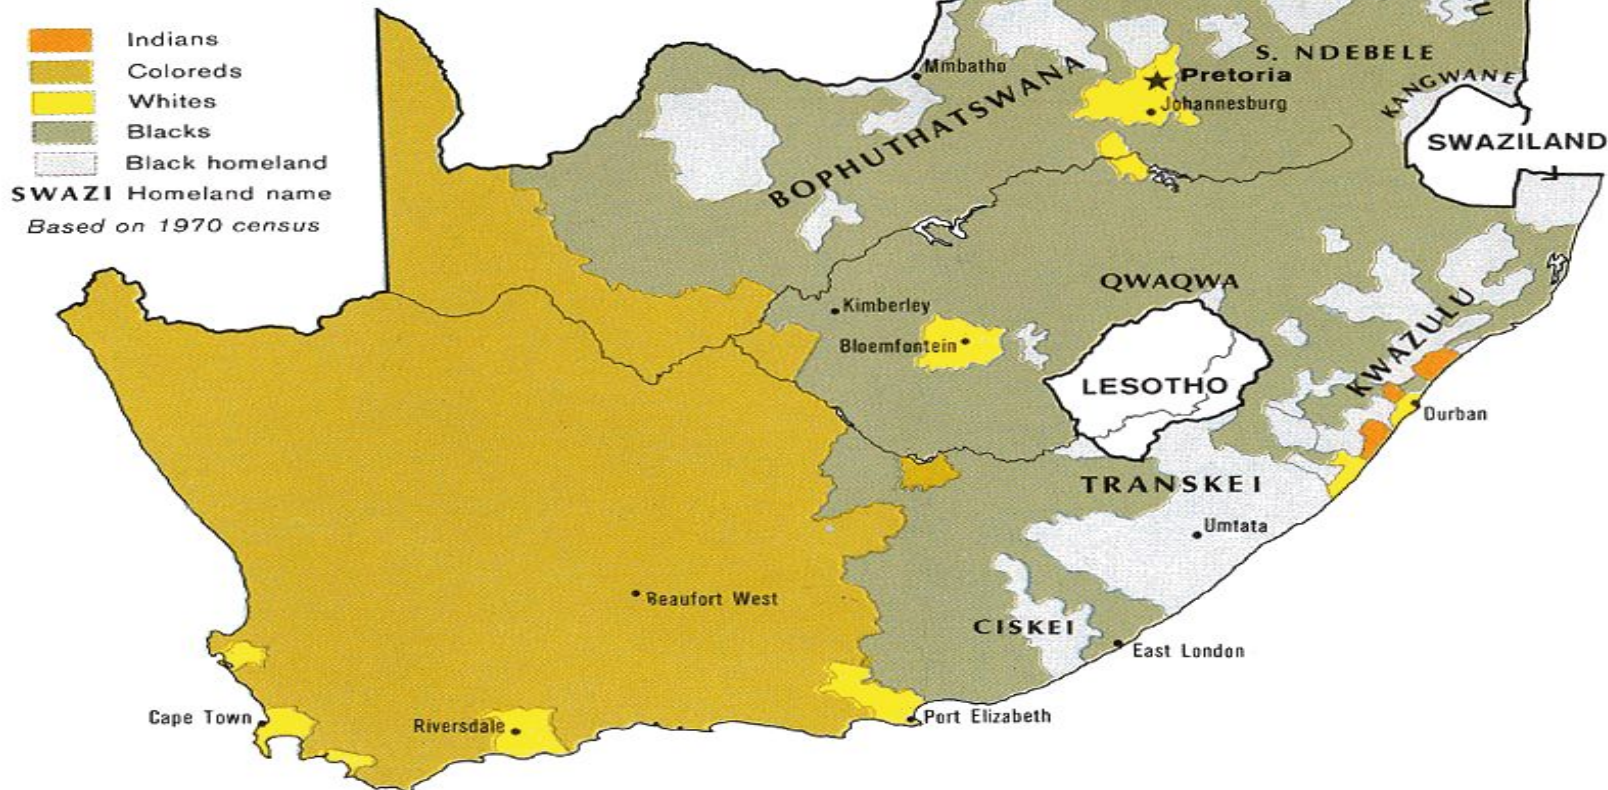 Indians
Coloreds
Whites
Blacks
Black homeland
SWAZI Homeland name
Based on 1970 census
Mmbatho
S. NDEBELE
Pretoria
KANGWANE
Johannesburg
BOPHUTHATSWANA
SWAZILAND
QWAQWA
Kimberley
Bloemfontein
KWAZULU
LESOTHO
Durban
TRANSKEI
Umtata
Beaufort West
CISKEI
East London
Cape Town
Riversdale
Port Elizabeth